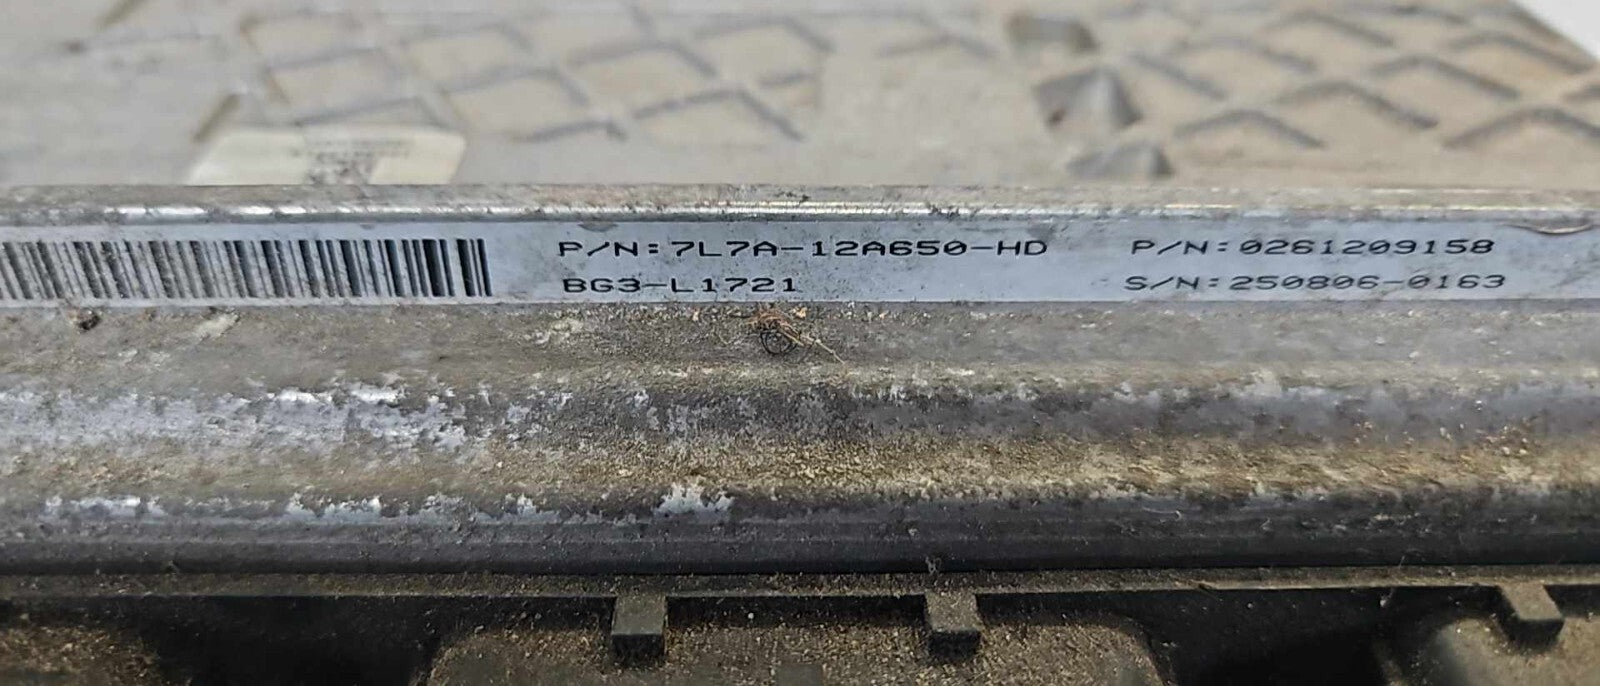 P/N:7L7A-12A650-HD P/N:0261209158
BG3-L1721 S/N:250806-0163